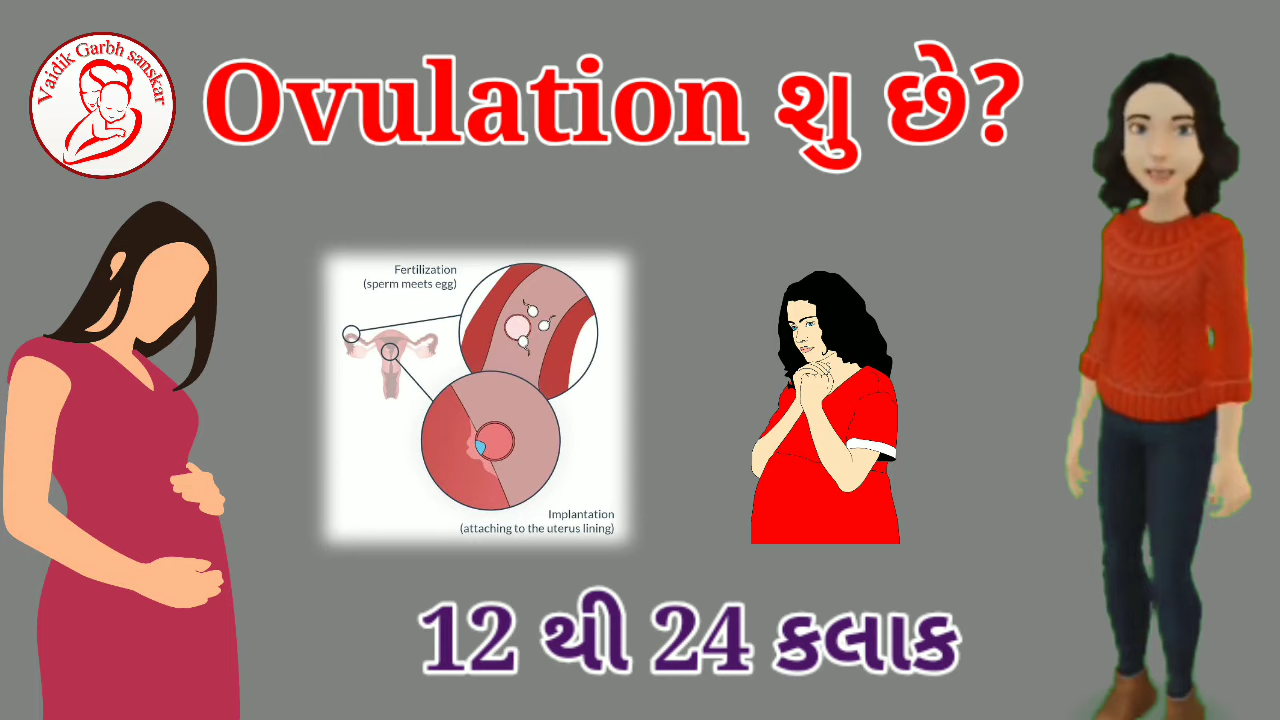 Vaidik Garbh sanskar
Ovulation શુ છે?
Fertilization
(sperm meets egg)
Implantation
(attaching to the uterus lining)
12 થી 24 કલાક